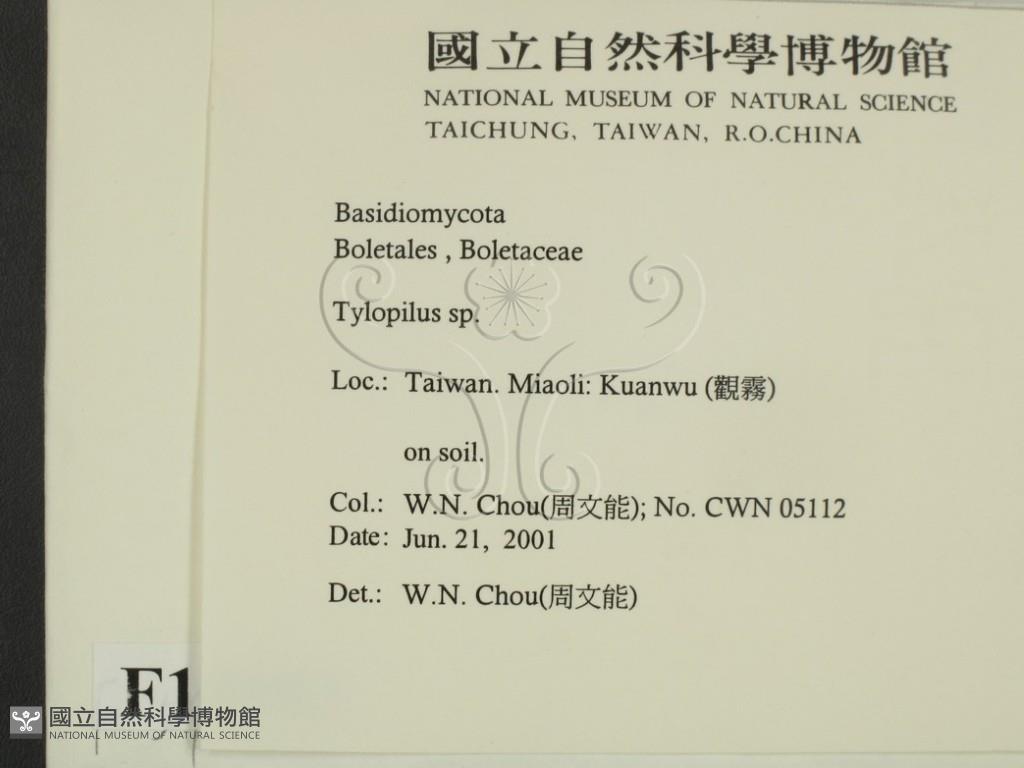 國立自然科學博物館
NATIONAL MUSEUM OF NATURAL SCIENCE
TAICHUNG, TAIWAN, R.O.CHINA
Basidiomycota
Boletales , Boletaceae
Tylopilus sp.
Loc.: Taiwan. Miaoli: Kuanwu (觀霧)
on soil.
Col.: W.N. Chou(周文能); No. CWN 05112
Date: Jun. 21, 2001
Det.: W.N. Chou(周文能)
F1
國立自然科學博物館
NATIONAL MUSEUM OF NATURAL SCIENCE